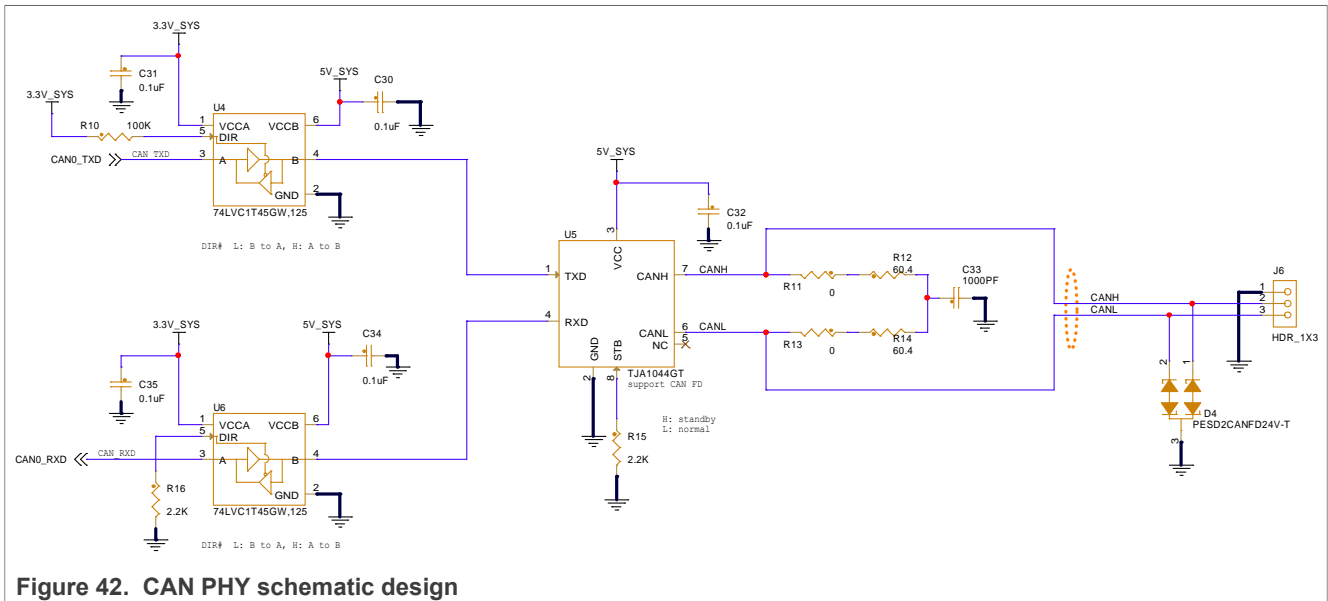 3.3V_SYS
C31
0.1uF
5V_SYS
C30
0.1uF
3.3V_SYS
R10
100K
U4
1
VCCA
VCCB
6
5
DIR
CAN0_TXD
CAN_TXD
3
A
B
4
GND
2
74LVC1T45GW,125
DIR# L: B to A, H: A to B
5V_SYS
C32
0.1uF
U5
3
VCC
1
TXD
CANH
7
CANH
4
RXD
CANL
6
CANL
NC
5
GND
STB
2
8
TJA1044GT
support CAN FD
H: standby
L: normal
R15
2.2K
R11
0
R12
60.4
C33
1000PF
R13
0
R14
60.4
CANH
CANL
J6
1
2
3
HDR_1X3
2
1
D4
PESD2CANFD24V-T
3
3.3V_SYS
C35
0.1uF
5V_SYS
C34
0.1uF
U6
1
VCCA
VCCB
6
5
DIR
CAN0_RXD
CAN_RXD
3
A
B
4
GND
2
R16
2.2K
74LVC1T45GW,125
DIR# L: B to A, H: A to B
Figure 42. CAN PHY schematic design